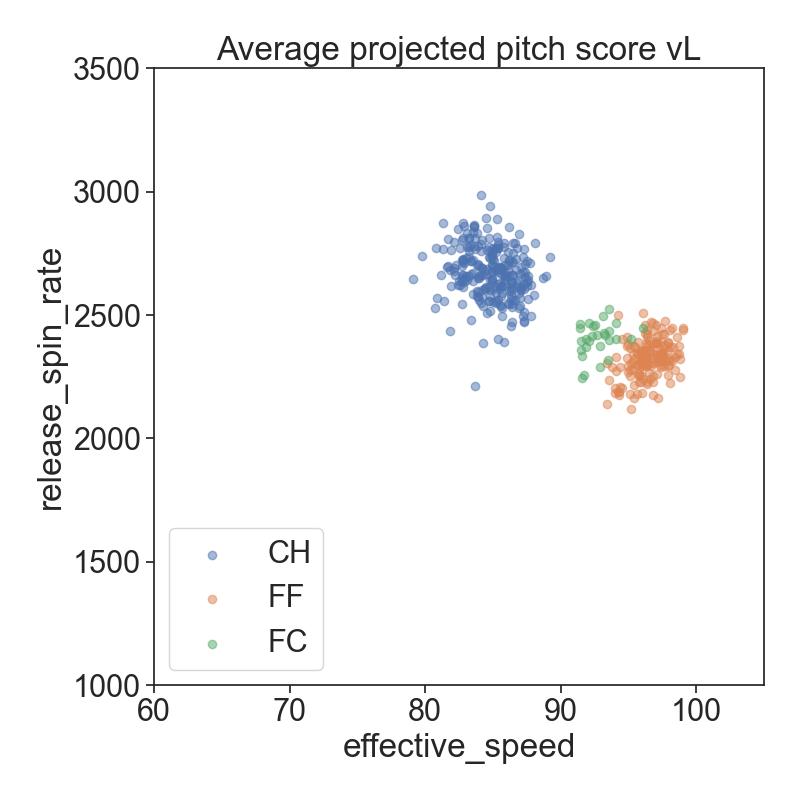 Average projected pitch score vL
3500
3000
2500
2000
1500
1000
release_spin_rate
CH
FF
FC
60 70 80 90 100
effective_speed